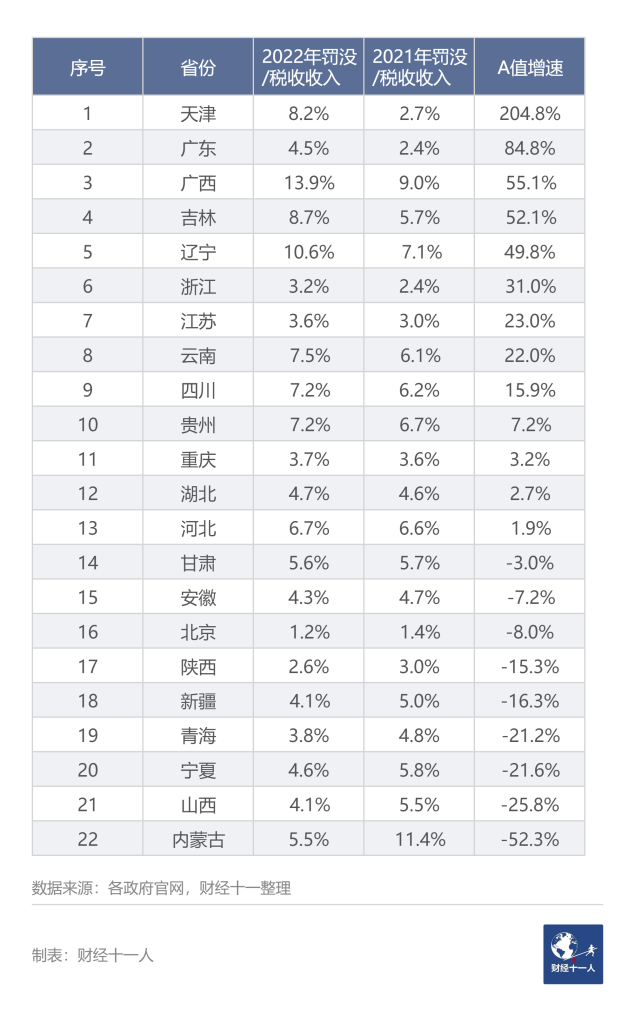 序号 省份 2022年罚没/税收收入 2021年罚没/税收收入 A值增速
1 天津 8.2% 2.7% 204.8%
2 广东 4.5% 2.4% 84.8%
3 广西 13.9% 9.0% 55.1%
4 吉林 8.7% 5.7% 52.1%
5 辽宁 10.6% 7.1% 49.8%
6 浙江 3.2% 2.4% 31.0%
7 江苏 3.6% 3.0% 23.0%
8 云南 7.5% 6.1% 22.0%
9 四川 7.2% 6.2% 15.9%
10 贵州 7.2% 6.7% 7.2%
11 重庆 3.7% 3.6% 3.2%
12 湖北 4.7% 4.6% 2.7%
13 河北 6.7% 6.6% 1.9%
14 甘肃 5.6% 5.7% -3.0%
15 安徽 4.3% 4.7% -7.2%
16 北京 1.2% 1.4% -8.0%
17 陕西 2.6% 3.0% -15.3%
18 新疆 4.1% 5.0% -16.3%
19 青海 3.8% 4.8% -21.2%
20 宁夏 4.6% 5.8% -21.6%
21 山西 4.1% 5.5% -25.8%
22 内蒙古 5.5% 11.4% -52.3%
数据来源：各政府官网，财经十一整理
制表：财经十一人
财经十一人